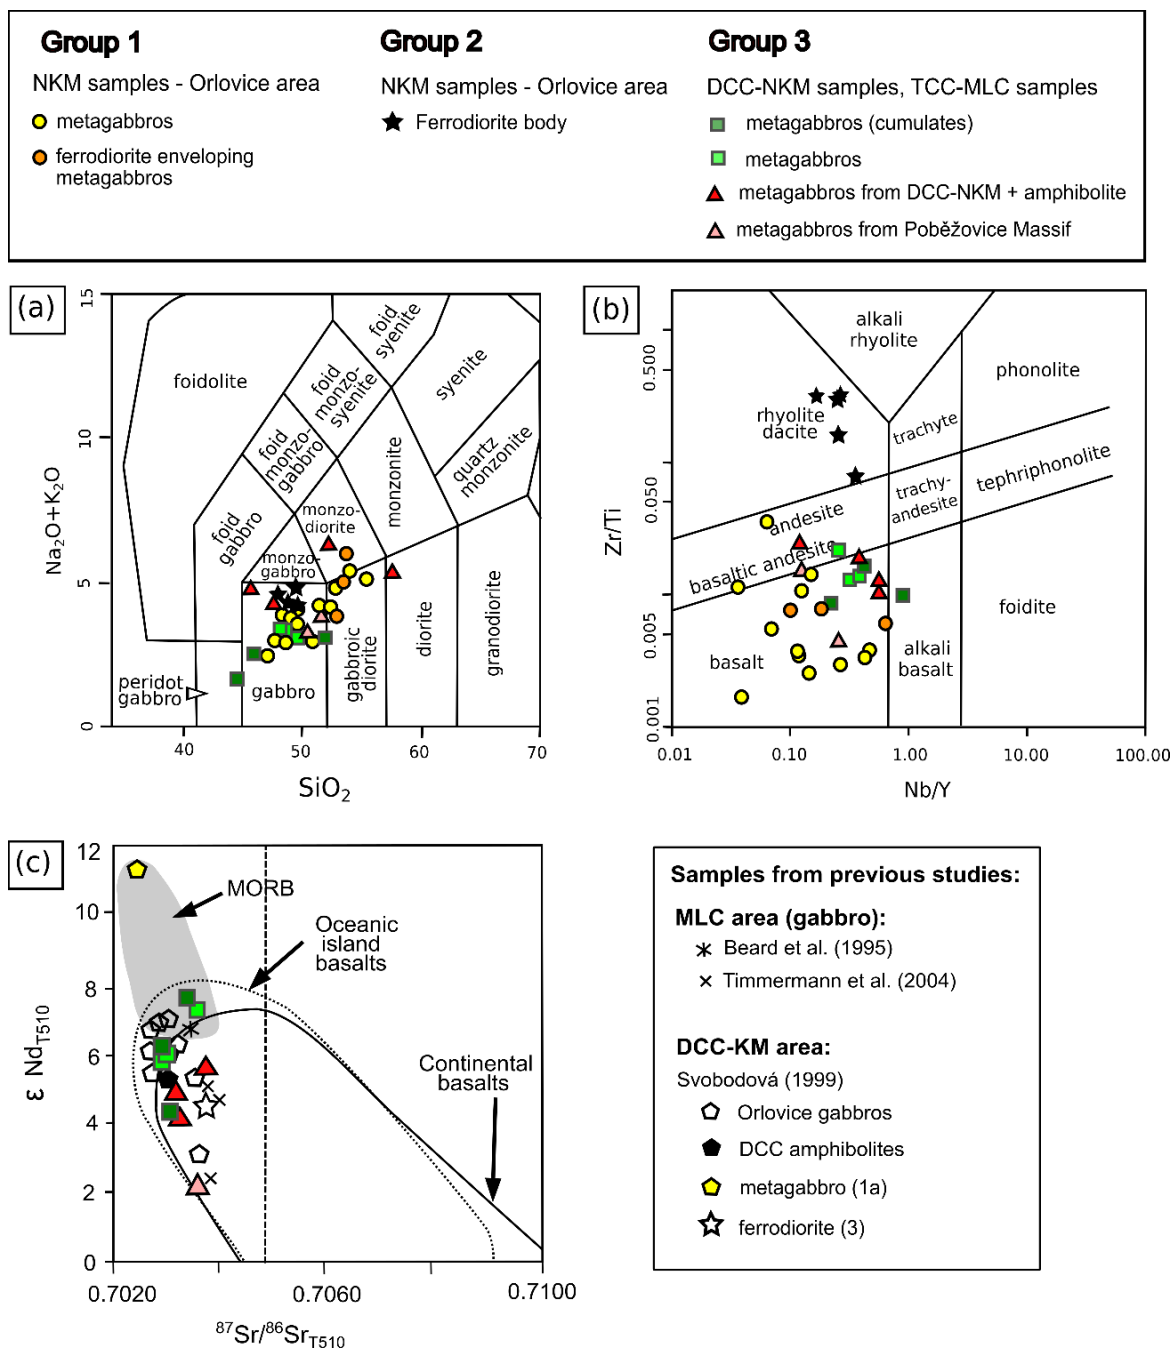 Group 1
NKM samples - Orlovice area
metagabbros
ferrodiorite enveloping
metagabbros
Group 2
NKM samples - Orlovice area
Ferrodiorite body
Group 3
DCC-NKM samples, TCC-MLC samples
metagabbros (cumulates)
metagabbros
metagabbros from DCC-NKM + amphibolite
metagabbros from Poběžovice Massif
(a)
15
10
5
0
Na₂O+K₂O
foidolite
foid
syenite
foid
monzo-
syenite
syenite
foid
monzo-
gabbro
quartz
monzonite
monzonite
foid
gabbro
monzo-
diorite
monzo-
gabbro
peridot
gabbro
gabbro
gabbroic
diorite
diorite
granodiorite
40
50
60
70
SiO₂
(b)
0.500
0.050
0.005
0.001
Zr/Ti
alkali
rhyolite
phonolite
rhyolite
dacite
trachyte
tephriphonolite
trachy-
andesite
andesite
basaltic andesite
foidite
basalt
alkali
basalt
0.01
0.10
1.00
10.00
100.00
Nb/Y
(c)
12
10
8
6
4
2
0
ε Nd_T510
MORB
Oceanic
island
basalts
Continental
basalts
0.7020
0.7060
0.7100
⁸⁷Sr/⁸⁶Sr_T510
Samples from previous studies:
MLC area (gabbro):
Beard et al. (1995)
Timmermann et al. (2004)
DCC-KM area:
Svobodová (1999)
Orlovice gabbros
DCC amphibolites
metagabbro (1a)
ferrodiorite (3)